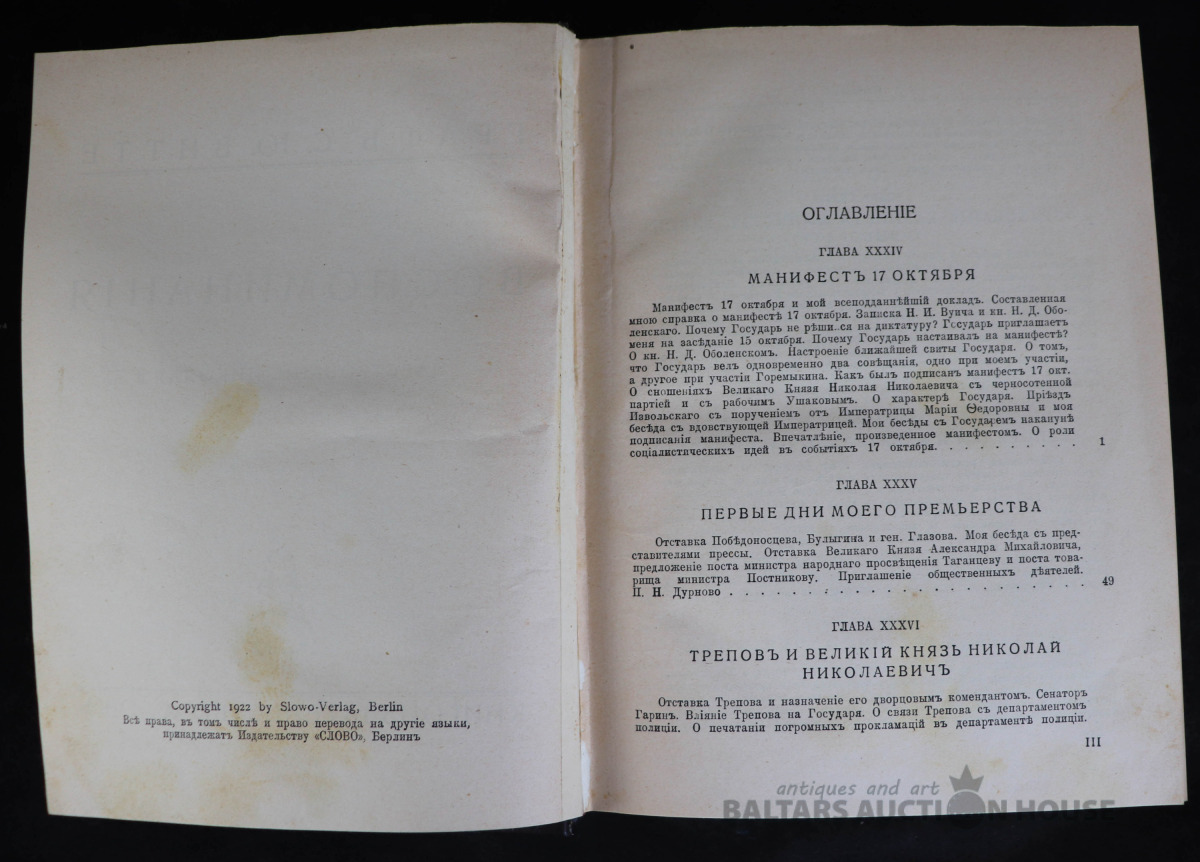 Copyright 1922 by Slowo-Verlag, Berlin
Всѣ права, въ томъ числѣ и право перевода на другіе языки,
принадлежатъ Издательству «СЛОВО», Берлинъ
ОГЛАВЛЕНІЕ
ГЛАВА XXXIV
МАНИФЕСТЪ 17 ОКТЯБРЯ
Манифестъ 17 октября и мой всеподданнѣйшій докладъ. Составленная
мною справка о манифестѣ 17 октября. Записка Н. И. Вуича и кн. Н. Д. Обо-
ленскаго. Почему Государь не рѣши..ся на диктатуру? Государь приглашаетъ
меня на засѣданіе 15 октября. Почему Государь настаивалъ на манифестѣ?
О кн. Н. Д. Оболенскомъ. Настроеніе ближайшей свиты Государя. О томъ,
что Государь велъ одновременно два совѣщанія, одно при моемъ участіи,
а другое при участіи Горемыкина. Какъ былъ подписанъ манифестъ 17 окт.
О сношеніяхъ Великаго Князя Николая Николаевича съ черносотенной
партіей и съ рабочимъ Ушаковымъ. О характерѣ Государя. Пріѣздъ
Извольскаго съ порученіемъ отъ Императрицы Маріи Ѳедоровны и моя
бесѣда съ вдовствующей Императрицей. Мои бесѣды съ Государемъ наканунѣ
подписанія манифеста. Впечатлѣніе, произведенное манифестомъ. О роли
соціалистическихъ идей въ событіяхъ 17 октября. . . . . . . . . . 1
ГЛАВА XXXV
ПЕРВЫЕ ДНИ МОЕГО ПРЕМЬЕРСТВА
Отставка Побѣдоносцева, Булыгина и ген. Глазова. Моя бесѣда съ пред-
ставителями прессы. Отставка Великаго Князя Александра Михайловича,
предложеніе поста министра народнаго просвѣщенія Таганцеву и поста това-
рища министра Постникову. Приглашеніе общественныхъ дѣятелей.
П. Н. Дурново . . . . . . . . . . . . . . . . . . . . . . 49
ГЛАВА XXXVI
ТРЕПОВЪ И ВЕЛИКІЙ КНЯЗЬ НИКОЛАЙ
НИКОЛАЕВИЧЪ
Отставка Трепова и назначеніе его дворцовымъ комендантомъ. Сенаторъ
Гаринъ. Вліяніе Трепова на Государя. О связи Трепова съ департаментомъ
полиціи. О печатаніи погромныхъ прокламацій въ департаментѣ полиціи.
III
antiques and art
BALTARS AUCTION HOUSE